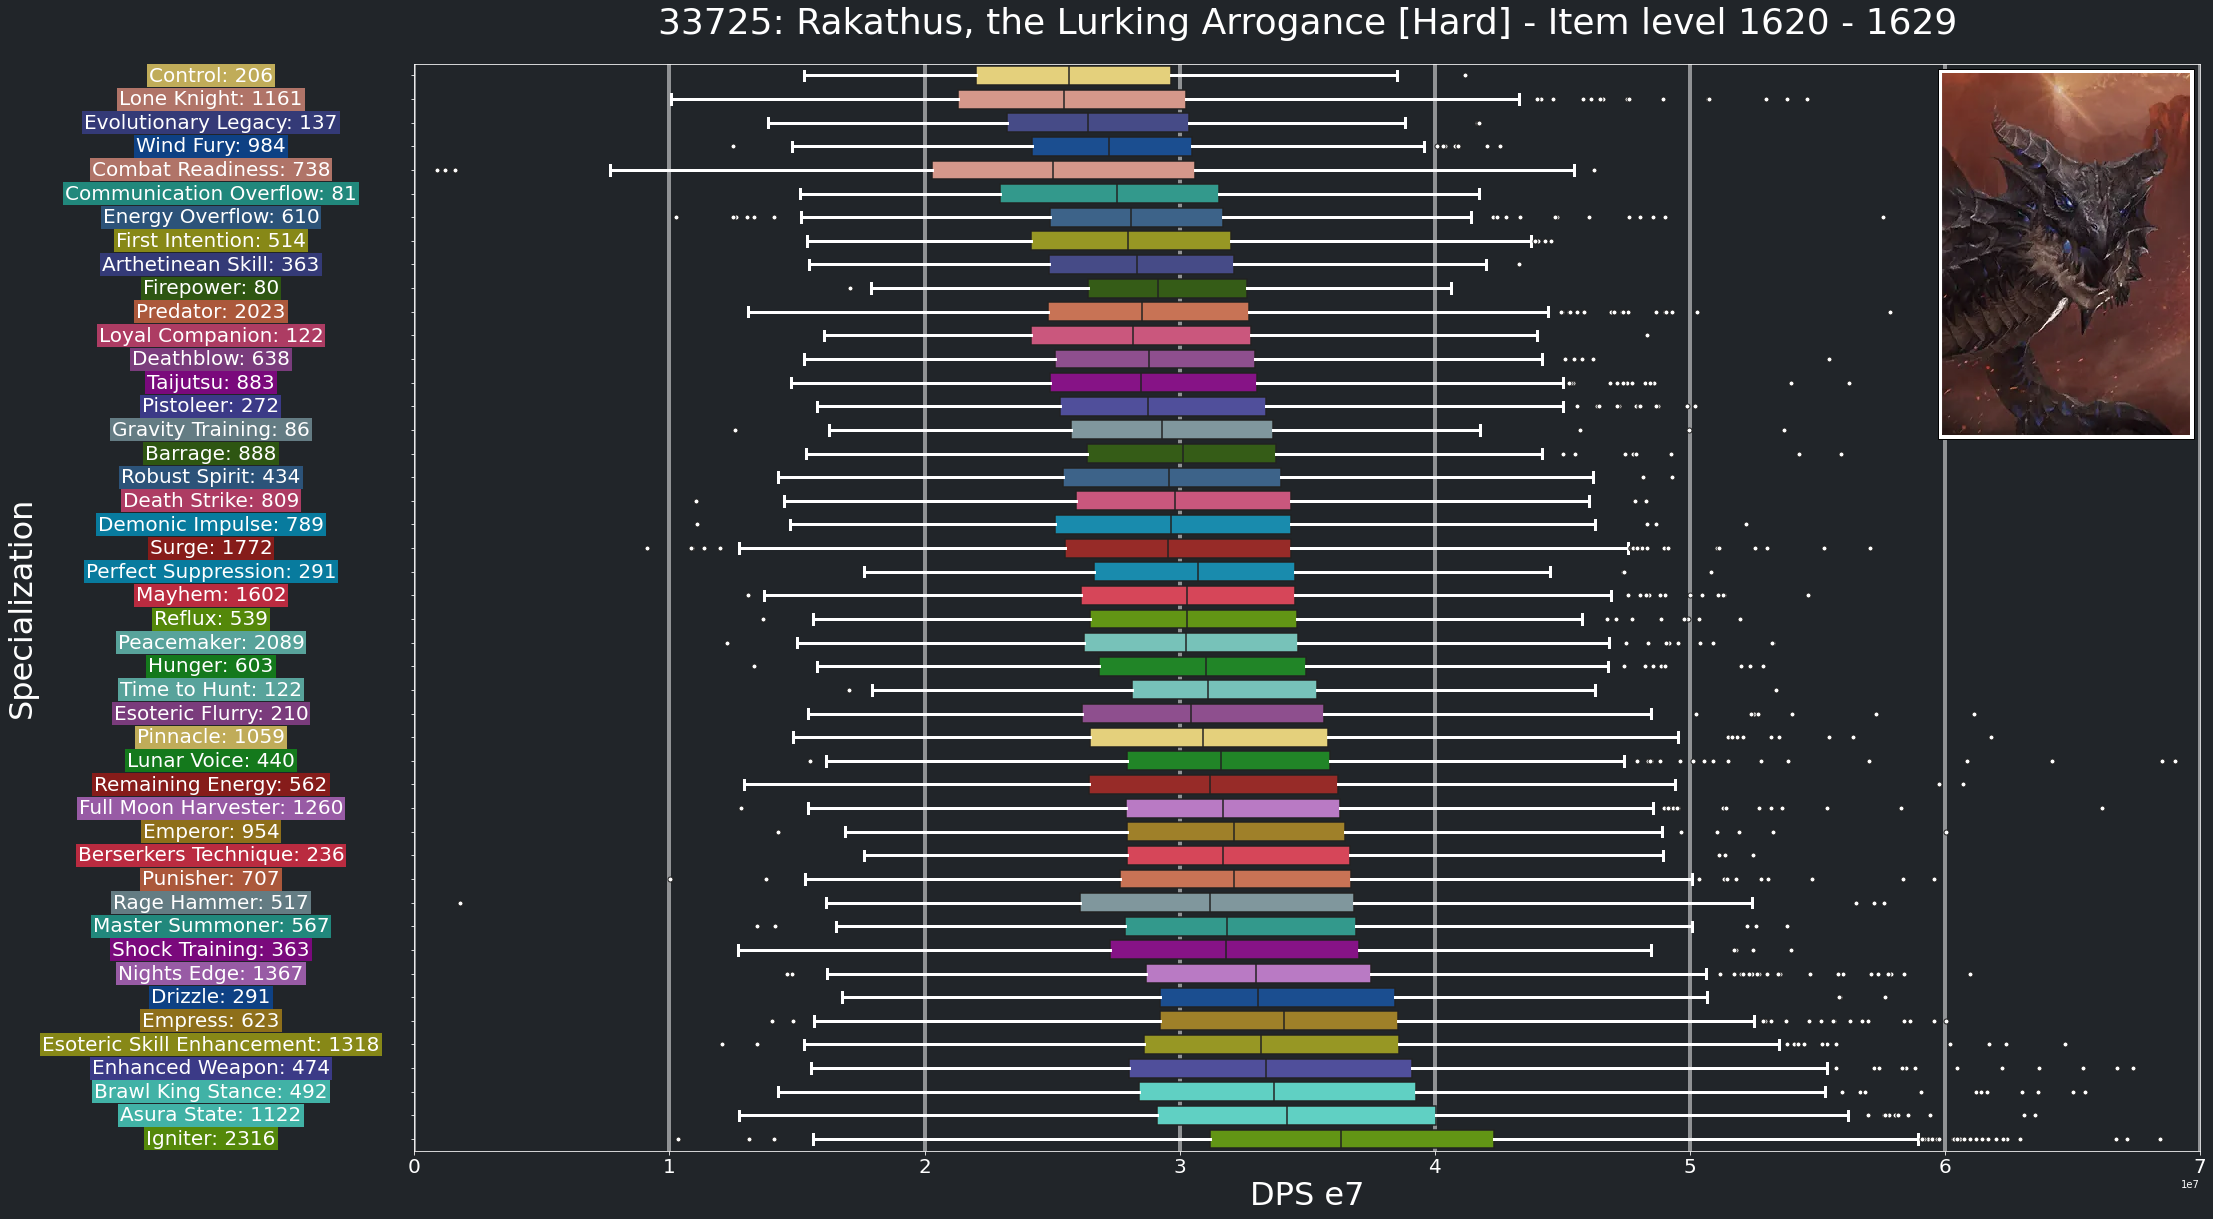 33725: Rakathus, the Lurking Arrogance [Hard] - Item level 1620 - 1629
Specialization
Control: 206
Lone Knight: 1161
Evolutionary Legacy: 137
Wind Fury: 984
Combat Readiness: 738
Communication Overflow: 81
Energy Overflow: 610
First Intention: 514
Arthetinean Skill: 363
Firepower: 80
Predator: 2023
Loyal Companion: 122
Deathblow: 638
Taijutsu: 883
Pistoleer: 272
Gravity Training: 86
Barrage: 888
Robust Spirit: 434
Death Strike: 809
Demonic Impulse: 789
Surge: 1772
Perfect Suppression: 291
Mayhem: 1602
Reflux: 539
Peacemaker: 2089
Hunger: 603
Time to Hunt: 122
Esoteric Flurry: 210
Pinnacle: 1059
Lunar Voice: 440
Remaining Energy: 562
Full Moon Harvester: 1260
Emperor: 954
Berserkers Technique: 236
Punisher: 707
Rage Hammer: 517
Master Summoner: 567
Shock Training: 363
Nights Edge: 1367
Drizzle: 291
Empress: 623
Esoteric Skill Enhancement: 1318
Enhanced Weapon: 474
Brawl King Stance: 492
Asura State: 1122
Igniter: 2316
0 1 2 3 4 5 6 7
1e7
DPS e7